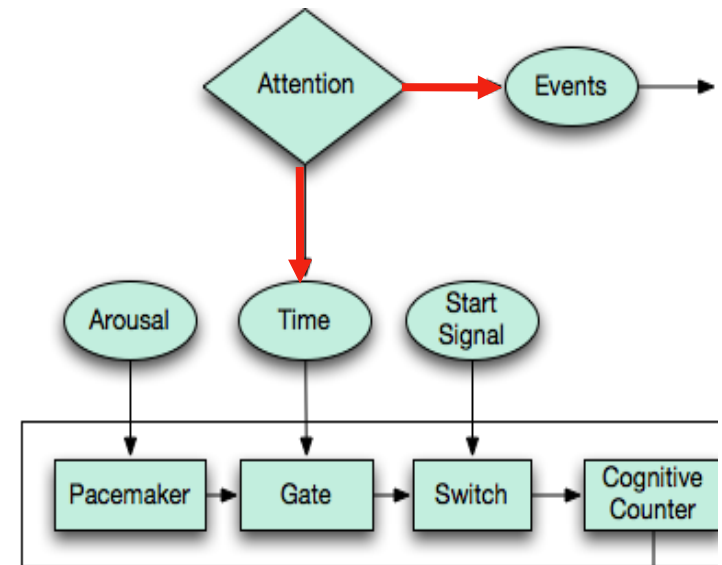 Attention
Events
Arousal
Time
Start
Signal
Pacemaker
Gate
Switch
Cognitive
Counter